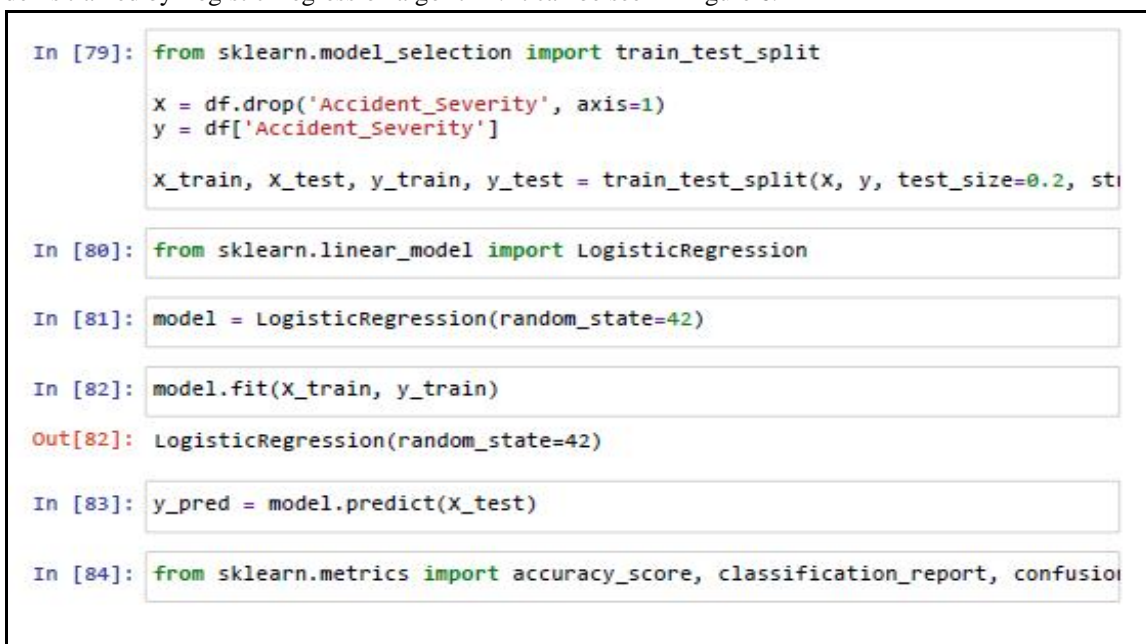 In [79]: from sklearn.model_selection import train_test_split
X = df.drop('Accident_Severity', axis=1)
y = df['Accident_Severity']
X_train, X_test, y_train, y_test = train_test_split(X, y, test_size=0.2,
In [80]: from sklearn.linear_model import LogisticRegression
In [81]: model = LogisticRegression(random_state=42)
In [82]: model.fit(X_train, y_train)
Out[82]: LogisticRegression(random_state=42)
In [83]: y_pred = model.predict(X_test)
In [84]: from sklearn.metrics import accuracy_score, classification_report,